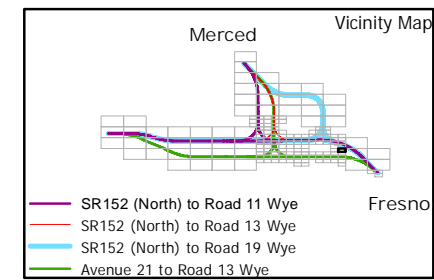 Vicinity Map
Merced
Fresno
SR152 (North) to Road 11 Wye
SR152 (North) to Road 13 Wye
SR152 (North) to Road 19 Wye
Avenue 21 to Road 13 Wye